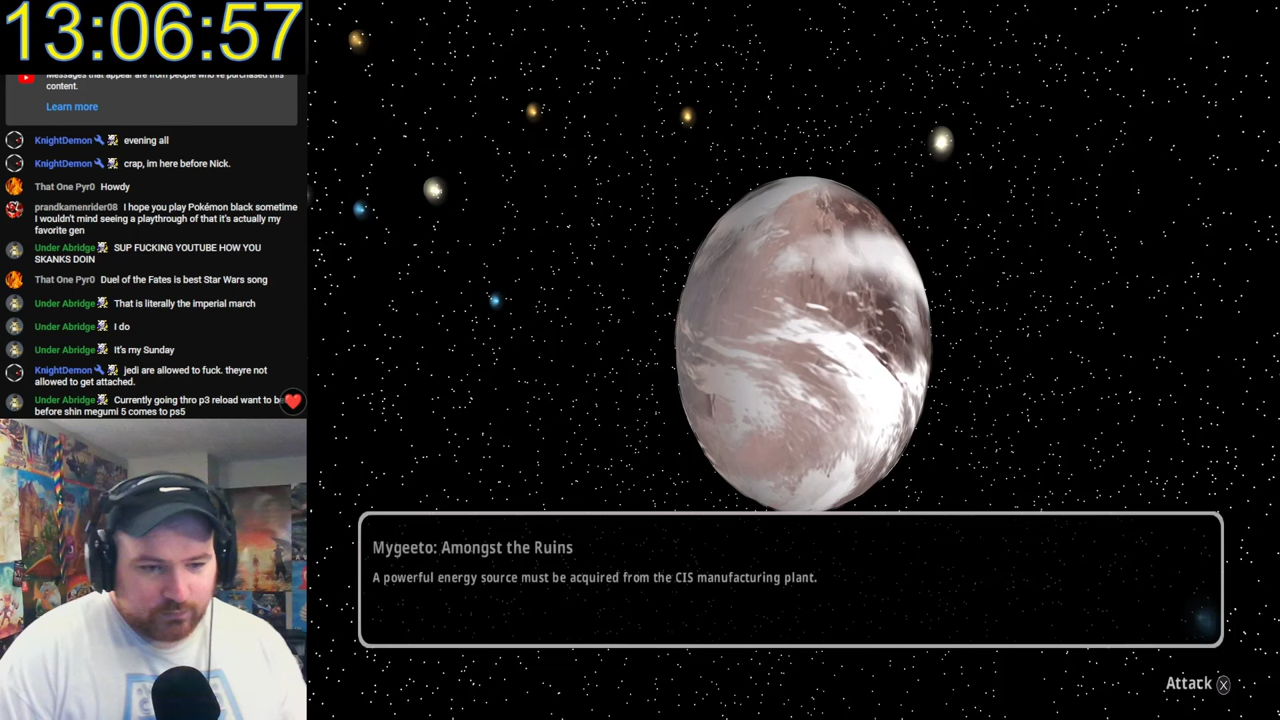 13:06:57
Messages that appear are from people who've purchased this
content.
Learn more
KnightDemon evening all
KnightDemon crap, im here before Nick.
That One Pyr0 Howdy
prandkamenrider08 I hope you play Pokémon black sometime
I wouldn't mind seeing a playthrough of that it's actually my
favorite gen
Under Abridge SUP FUCKING YOUTUBE HOW YOU
SKANKS DOIN
That One Pyr0 Duel of the Fates is best Star Wars song
Under Abridge That is literally the imperial march
Under Abridge I do
Under Abridge It's my Sunday
KnightDemon jedi are allowed to fuck. theyre not
allowed to get attached.
Under Abridge Currently going thro p3 reload want to
before shin megumi 5 comes to ps5
Mygeeto: Amongst the Ruins
A powerful energy source must be acquired from the CIS manufacturing plant.
Attack X